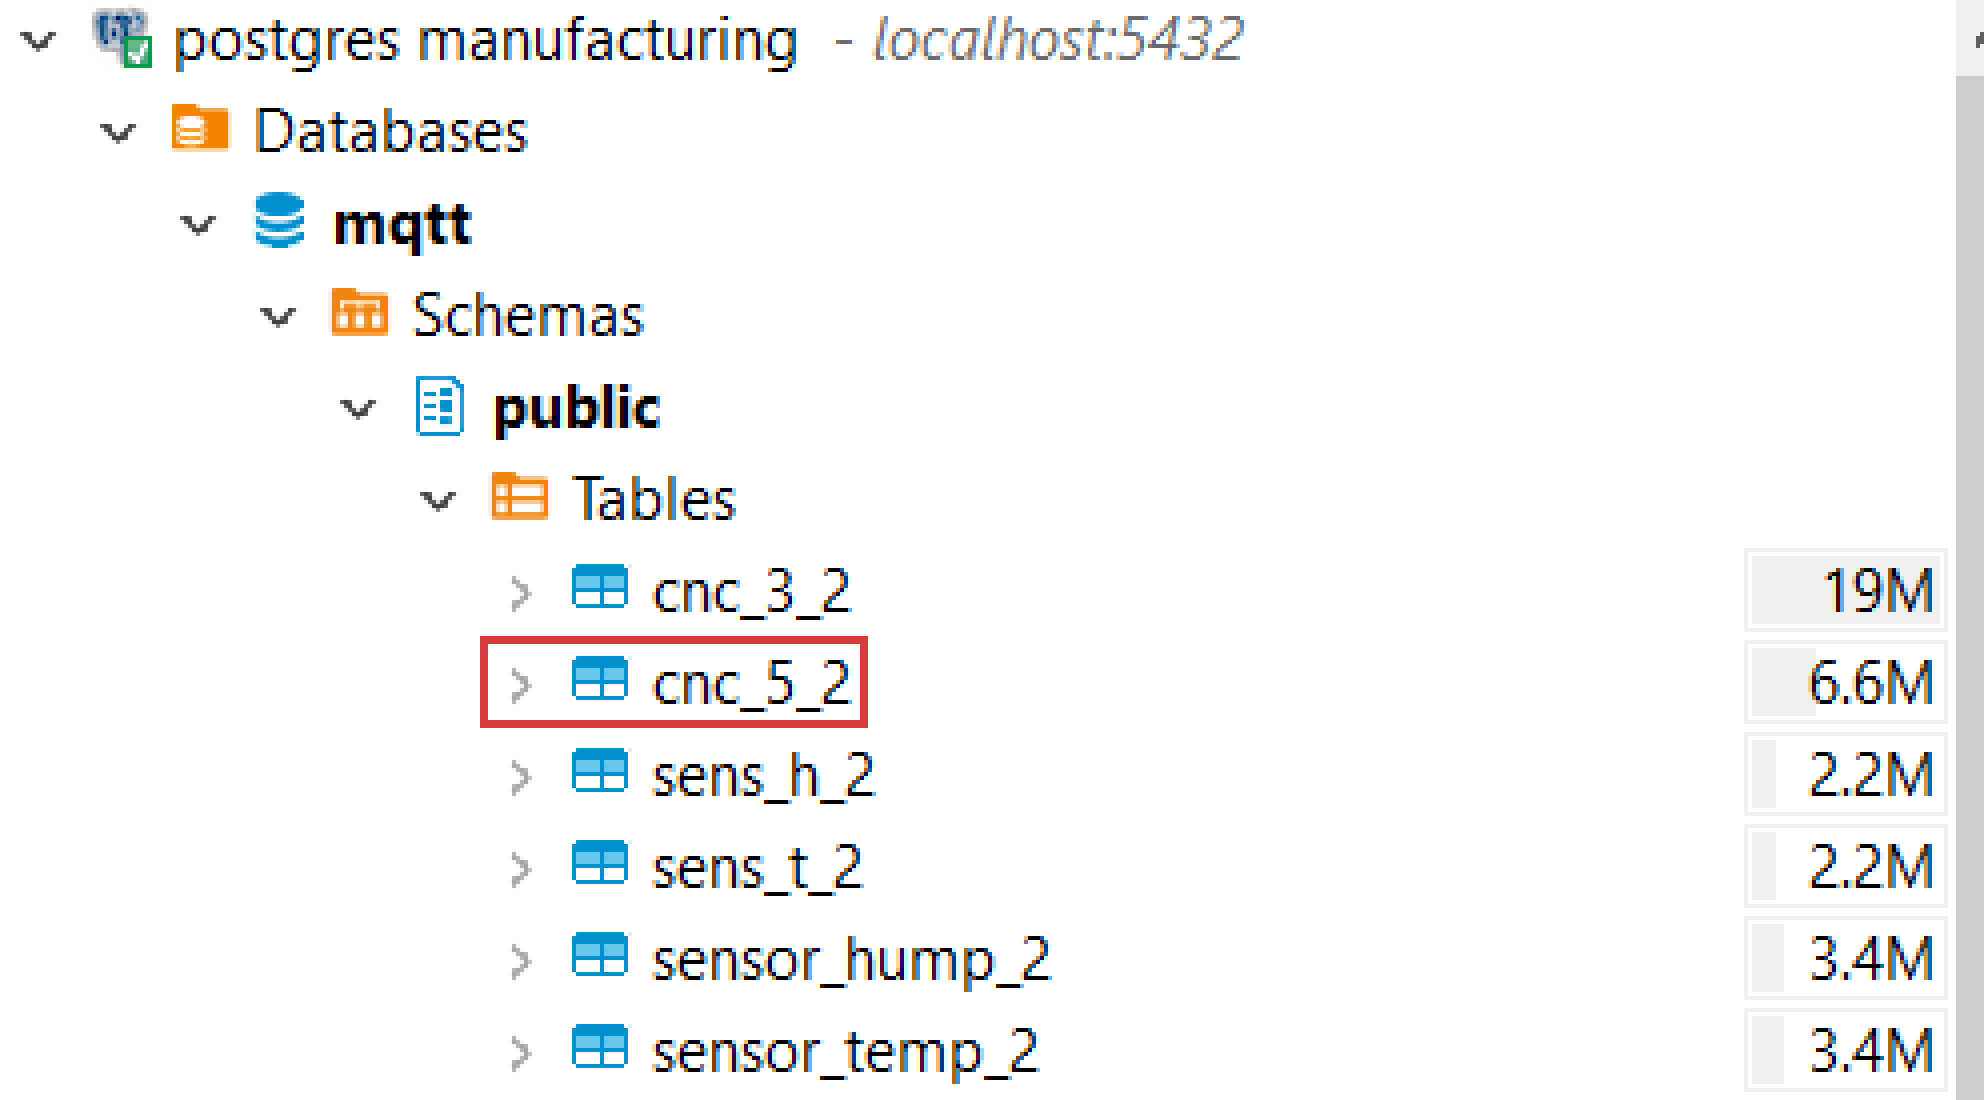 postgres manufacturing - localhost:5432
Databases
mqtt
Schemas
public
Tables
cnc_3_2 19M
cnc_5_2 6.6M
sens_h_2 2.2M
sens_t_2 2.2M
sensor_hump_2 3.4M
sensor_temp_2 3.4M